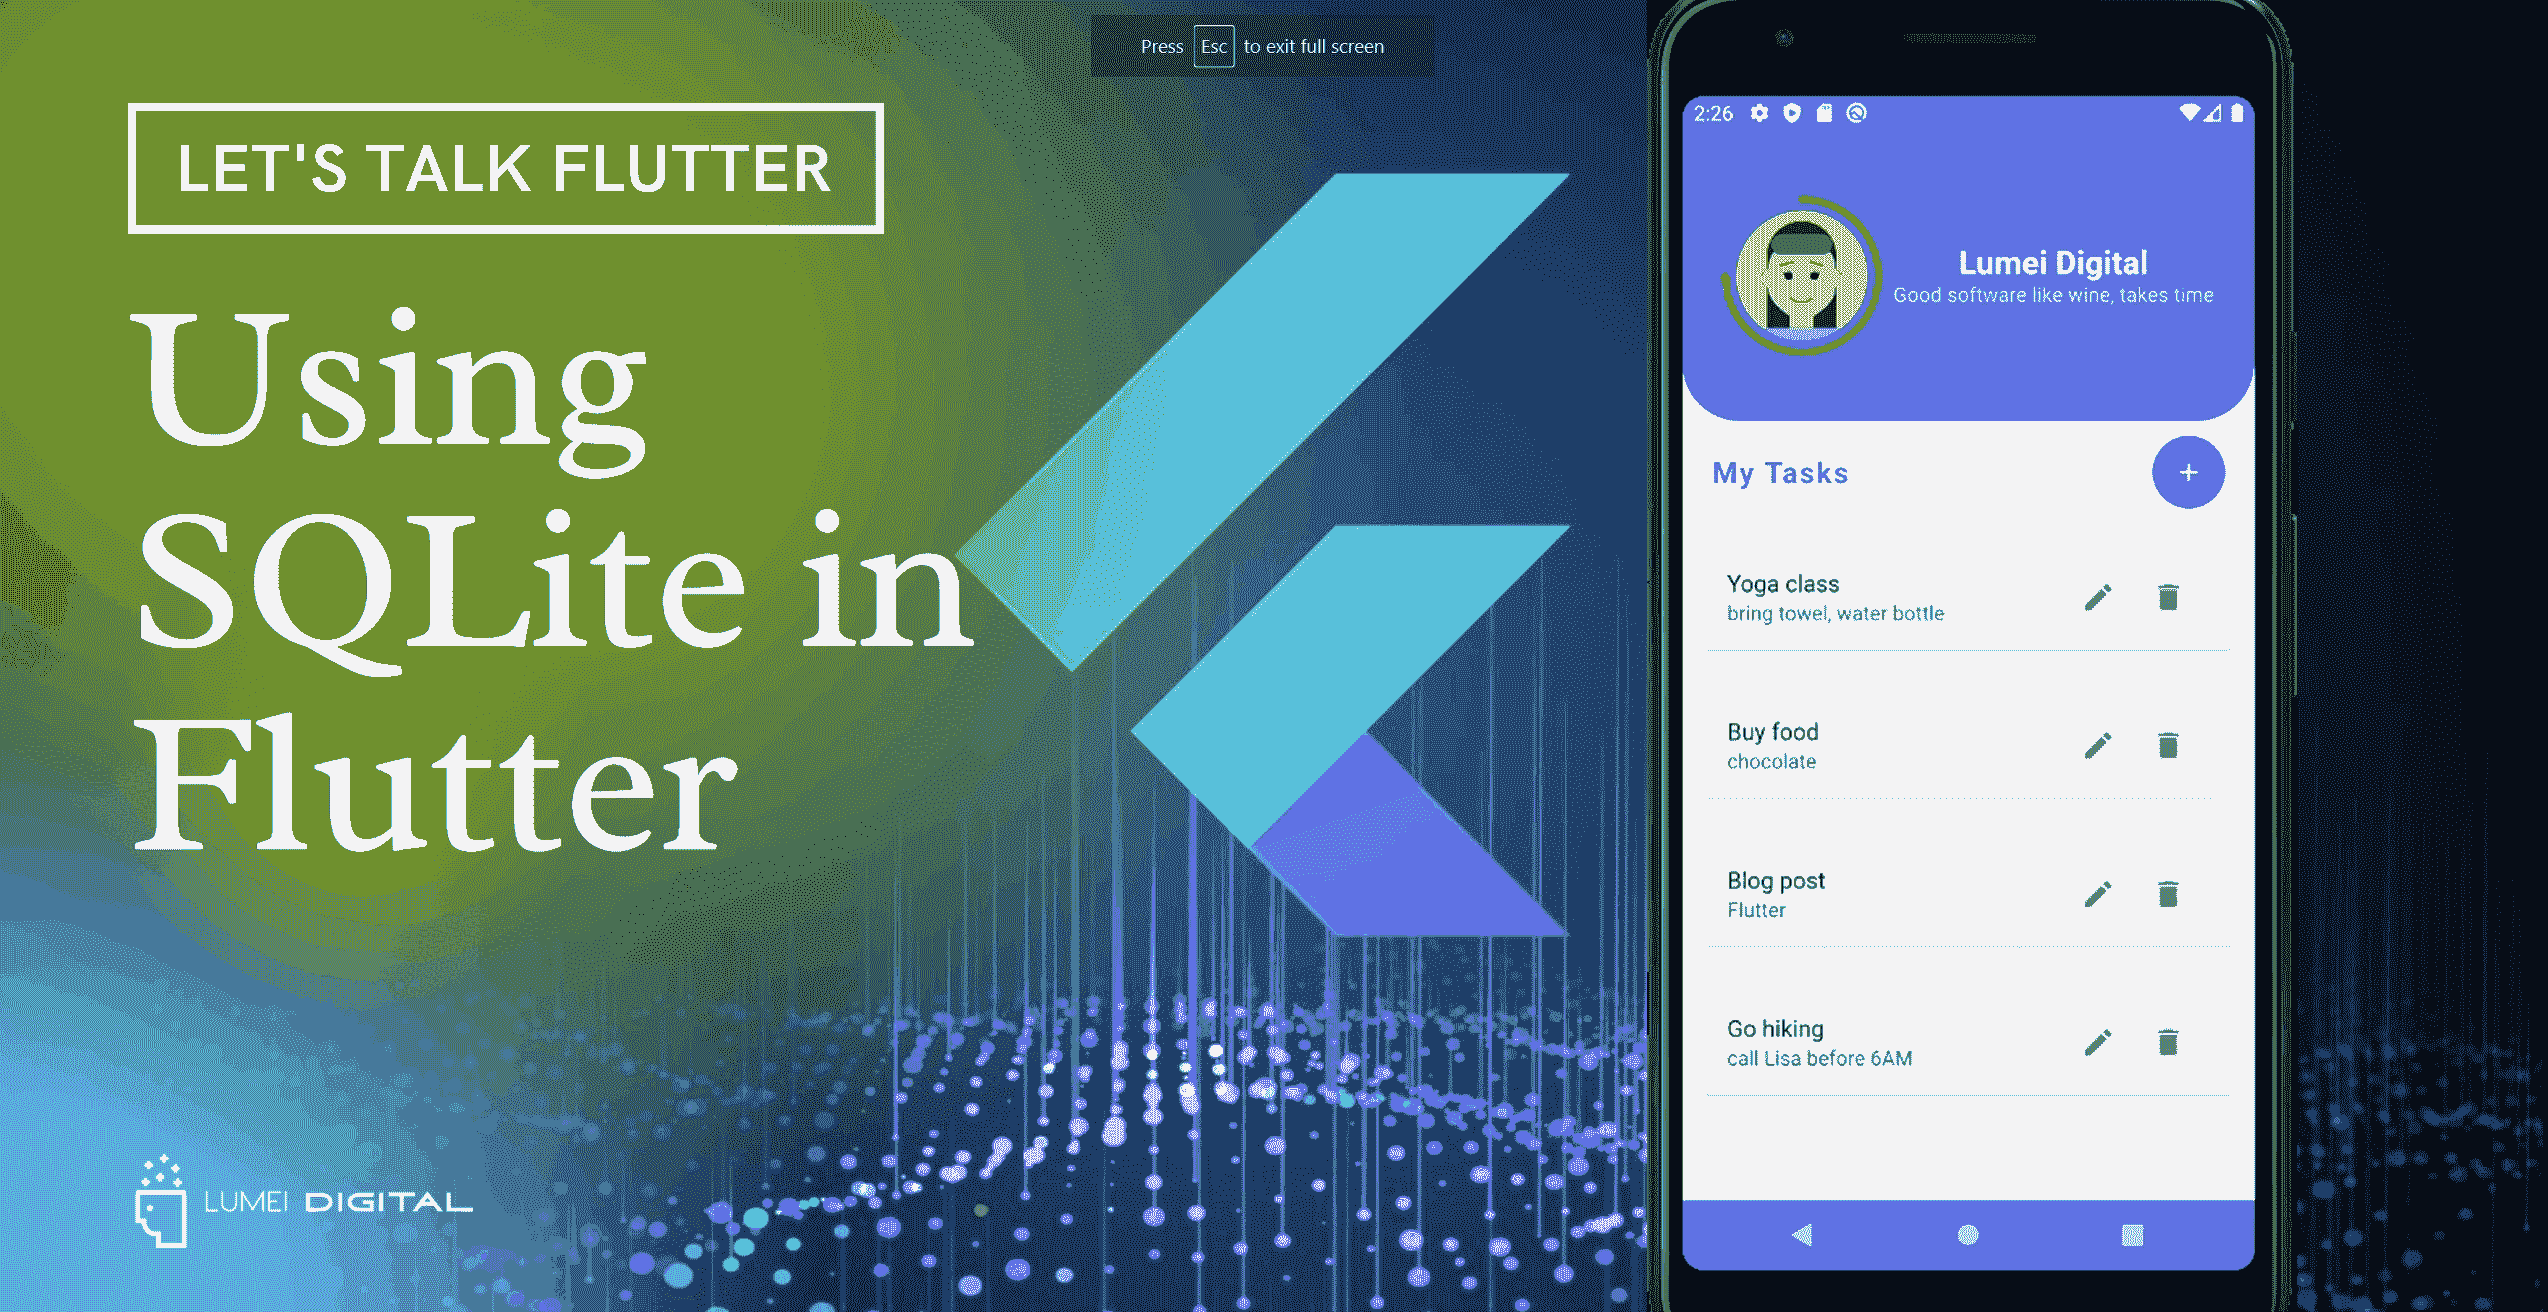 Press Esc to exit full screen
LET'S TALK FLUTTER
Using
SQLite in
Flutter
LUMEI DIGITAL
2:26
Lumei Digital
Good software like wine, takes time
My Tasks
+
Yoga class
bring towel, water bottle
Buy food
chocolate
Blog post
Flutter
Go hiking
call Lisa before 6AM